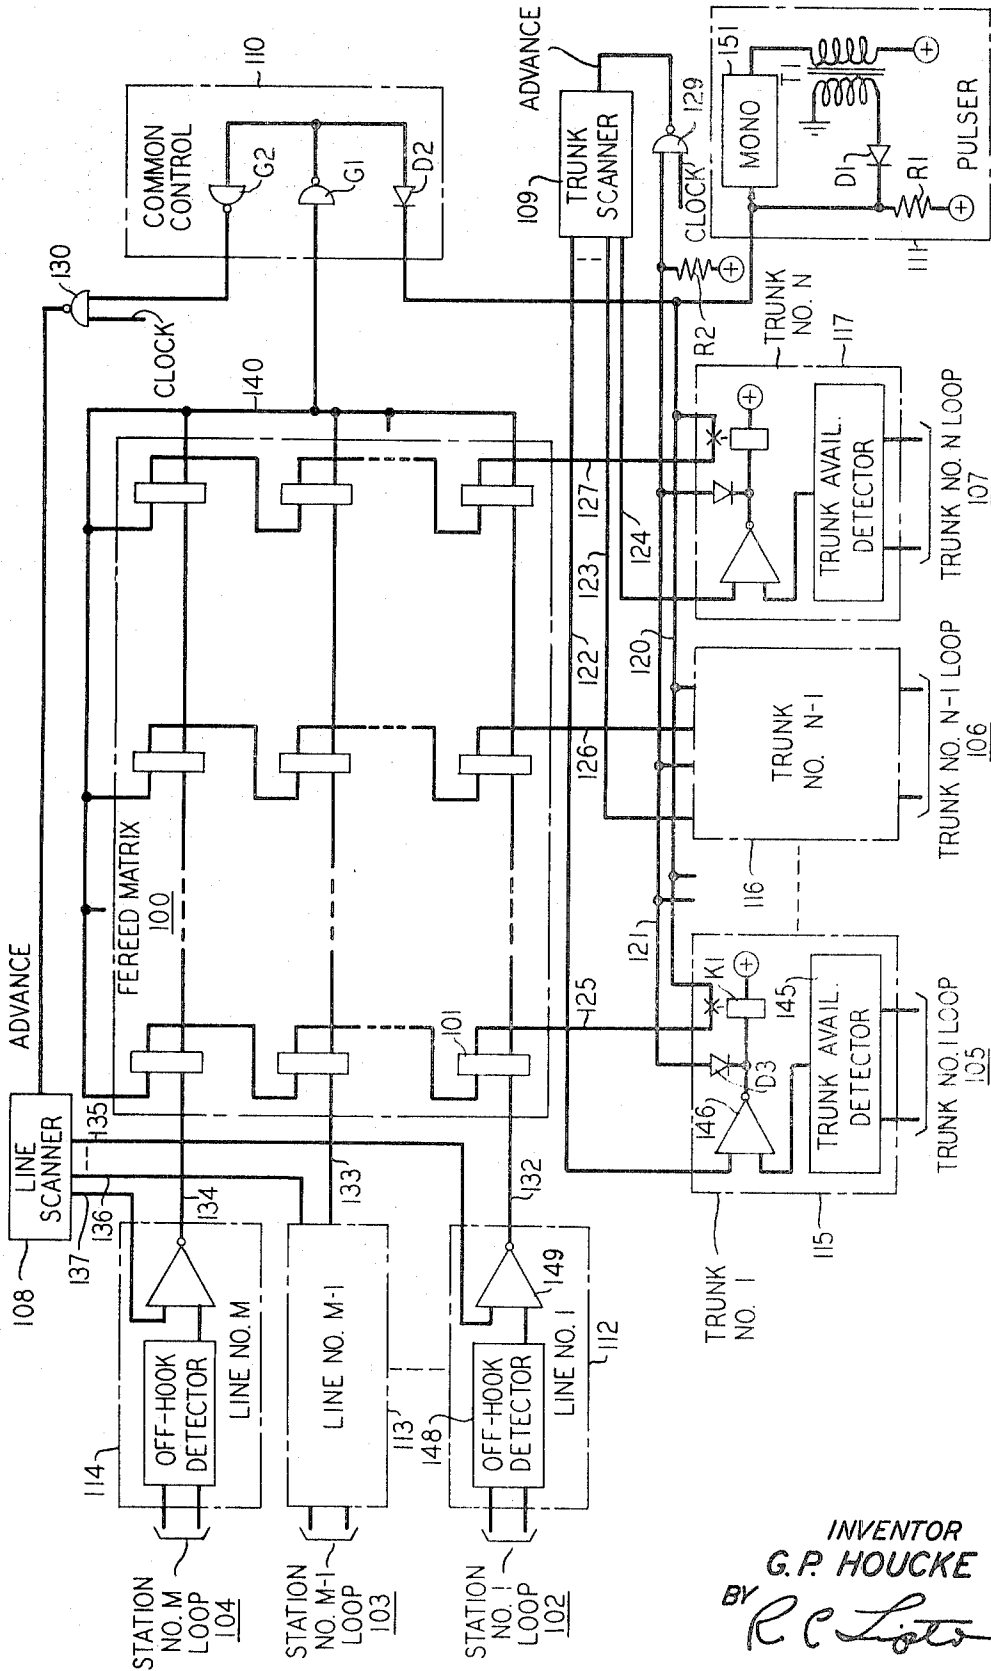 STATION
NO. M
LOOP
104
114
OFF-HOOK
DETECTOR
LINE NO. M
108
LINE
SCANNER
ADVANCE
137
136
135
134
STATION
NO. M-1
LOOP
103
113
LINE NO. M-1
133
STATION
NO. 1
LOOP
102
148
OFF-HOOK
DETECTOR
LINE NO. 1
149
112
132
FEREED MATRIX
100
101
140
130
CLOCK
COMMON
CONTROL
110
G2
G1
D2
ADVANCE
109
TRUNK
SCANNER
129
CLOCK
R2
MONO
151
T1
D1
R1
PULSER
111
120
121
122
123
124
125
126
127
TRUNK
NO. 1
115
146
D3
K1
145
TRUNK AVAIL.
DETECTOR
TRUNK NO. 1 LOOP
105
116
TRUNK
NO. N-1
TRUNK NO. N-1 LOOP
106
TRUNK
NO. N
117
TRUNK AVAIL.
DETECTOR
TRUNK NO. N LOOP
107
INVENTOR
G.P. HOUCKE
BY